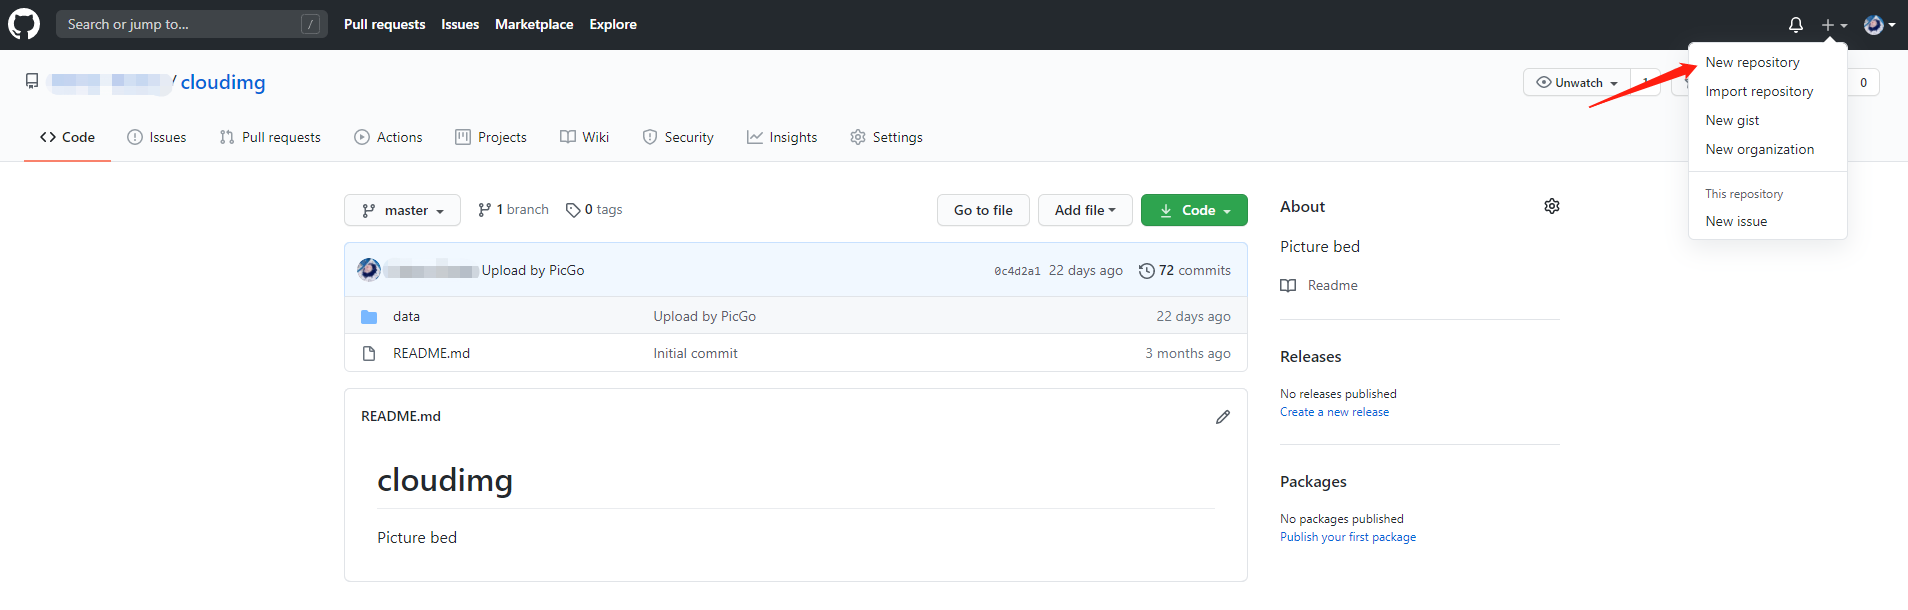 Search or jump to... / Pull requests Issues Marketplace Explore
/ cloudimg
Unwatch 0
Code Issues Pull requests Actions Projects Wiki Security Insights Settings
New repository
Import repository
New gist
New organization
This repository
New issue
master 1 branch 0 tags Go to file Add file Code
Upload by PicGo 0c4d2a1 22 days ago 72 commits
data Upload by PicGo 22 days ago
README.md Initial commit 3 months ago
README.md
cloudimg
Picture bed
About
Picture bed
Readme
Releases
No releases published
Create a new release
Packages
No packages published
Publish your first package